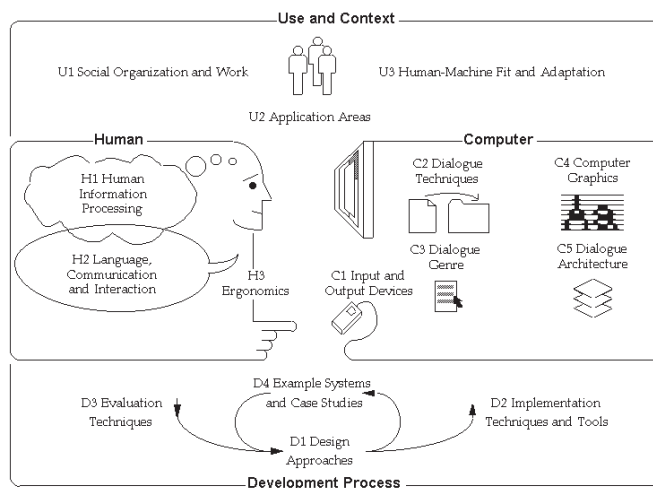 Use and Context
U1 Social Organization and Work
U3 Human-Machine Fit and Adaptation
U2 Application Areas
Human
H1 Human
Information
Processing
H2 Language,
Communication
and Interaction
H3
Ergonomics
Computer
C2 Dialogue
Techniques
C4 Computer
Graphics
C3 Dialogue
Genre
C5 Dialogue
Architecture
C1 Input and
Output Devices
D3 Evaluation
Techniques
D4 Example Systems
and Case Studies
D2 Implementation
Techniques and Tools
D1 Design
Approaches
Development Process